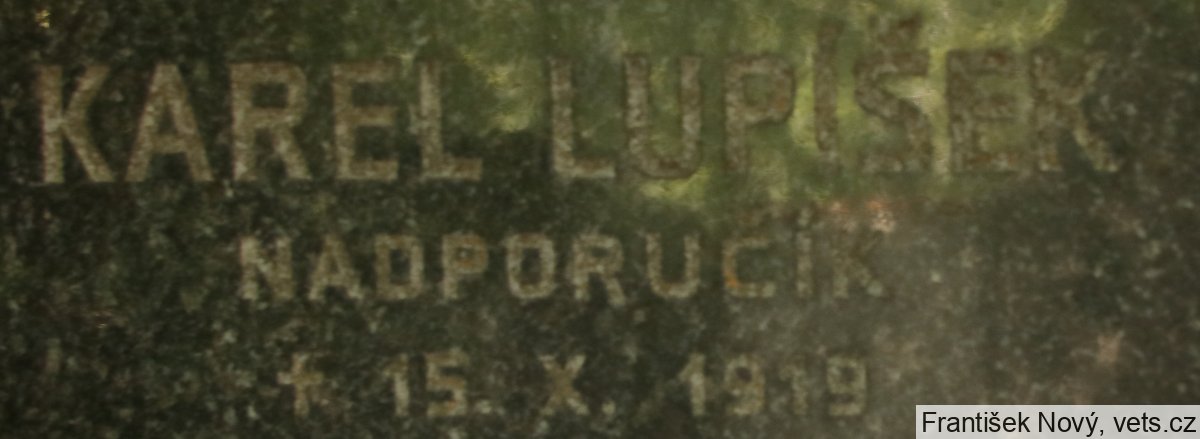 KAREL LUPÍŠEK
NADPORUČÍK
† 15. X. 1919
František Nový, vets.cz